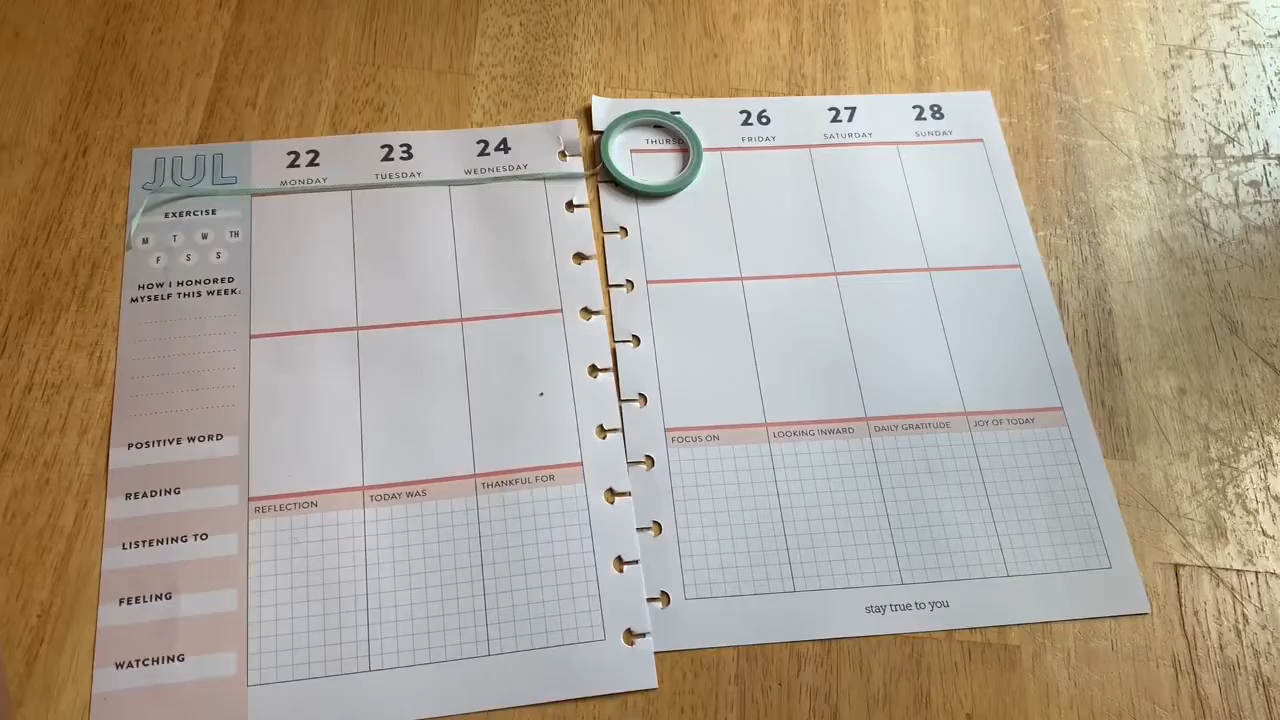 JUL
22
MONDAY
23
TUESDAY
24
WEDNESDAY
EXERCISE
M T W TH
F S S
HOW I HONORED
MYSELF THIS WEEK:
POSITIVE WORD
READING
LISTENING TO
FEELING
WATCHING
REFLECTION
TODAY WAS
THANKFUL FOR
THURSD
26
FRIDAY
27
SATURDAY
28
SUNDAY
FOCUS ON
LOOKING INWARD
DAILY GRATITUDE
JOY OF TODAY
stay true to you